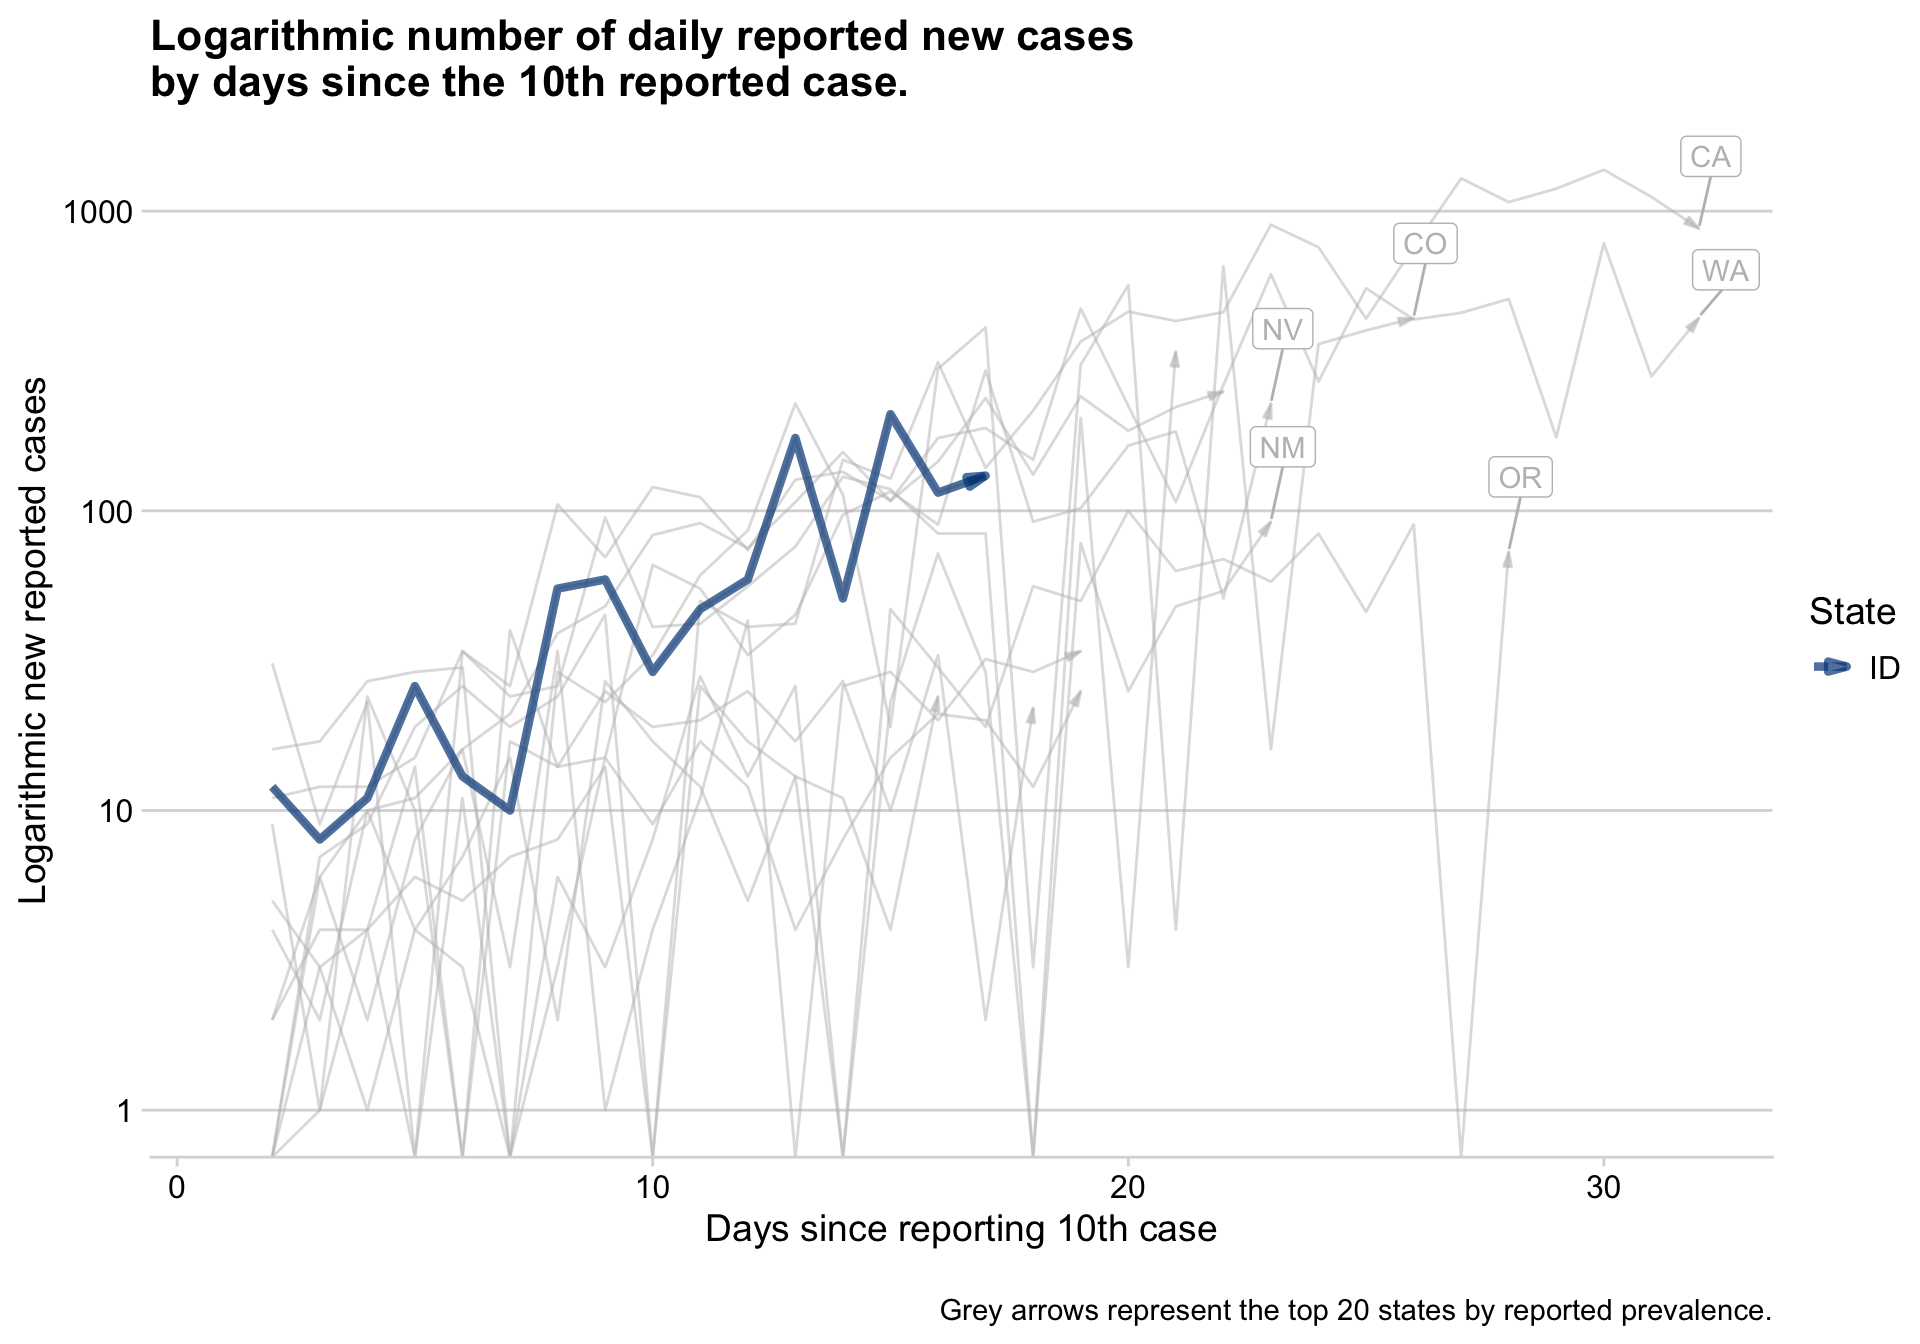 Logarithmic number of daily reported new cases
by days since the 10th reported case.
Logarithmic new reported cases
1000
100
10
1
CA
CO
WA
NV
NM
OR
State
ID
0
10
20
30
Days since reporting 10th case
Grey arrows represent the top 20 states by reported prevalence.